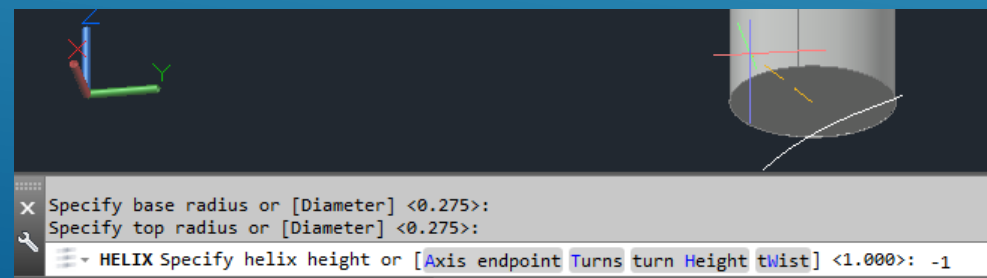 Z
X
Y
Specify base radius or [Diameter] <0.275>:
Specify top radius or [Diameter] <0.275>:
HELIX Specify helix height or [Axis endpoint Turns turn Height tWist] <1.000>: -1